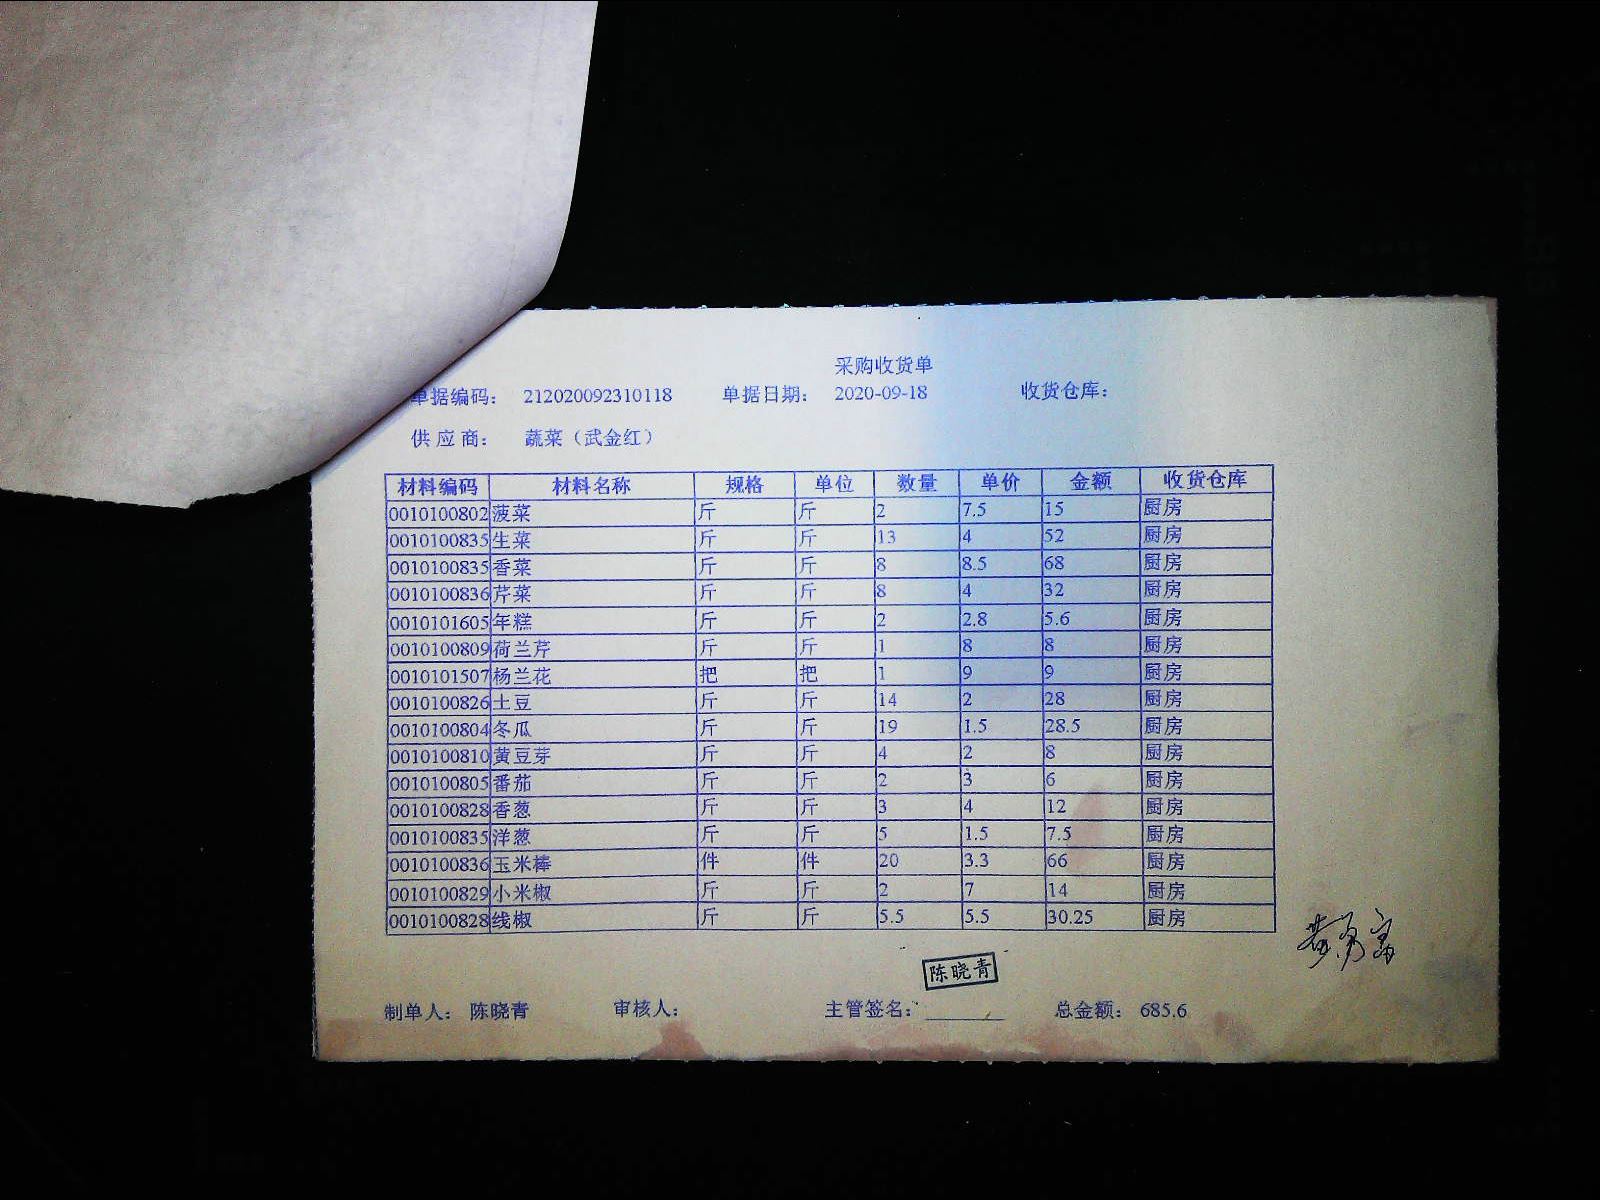 采购收货单
单据编码： 212020092310118 单据日期： 2020-09-18 收货仓库：
供应商： 蔬菜（武金红）
材料编码 材料名称 规格 单位 数量 单价 金额 收货仓库
0010100802 菠菜 斤 斤 2 7.5 15 厨房
0010100835 生菜 斤 斤 13 4 52 厨房
0010100835 香菜 斤 斤 8 8.5 68 厨房
0010100836 芹菜 斤 斤 8 4 32 厨房
0010101605 年糕 斤 斤 2 2.8 5.6 厨房
0010100809 荷兰芹 斤 斤 1 8 8 厨房
0010101507 杨兰花 把 把 1 9 9 厨房
0010100826 土豆 斤 斤 14 2 28 厨房
0010100804 冬瓜 斤 斤 19 1.5 28.5 厨房
0010100810 黄豆芽 斤 斤 4 2 8 厨房
0010100805 番茄 斤 斤 2 3 6 厨房
0010100828 香葱 斤 斤 3 4 12 厨房
0010100835 洋葱 斤 斤 5 1.5 7.5 厨房
0010100836 玉米棒 件 件 20 3.3 66 厨房
0010100829 小米椒 斤 斤 2 7 14 厨房
0010100828 线椒 斤 斤 5.5 5.5 30.25 厨房
陈晓青
制单人： 陈晓青 审核人： 主管签名： 总金额： 685.6